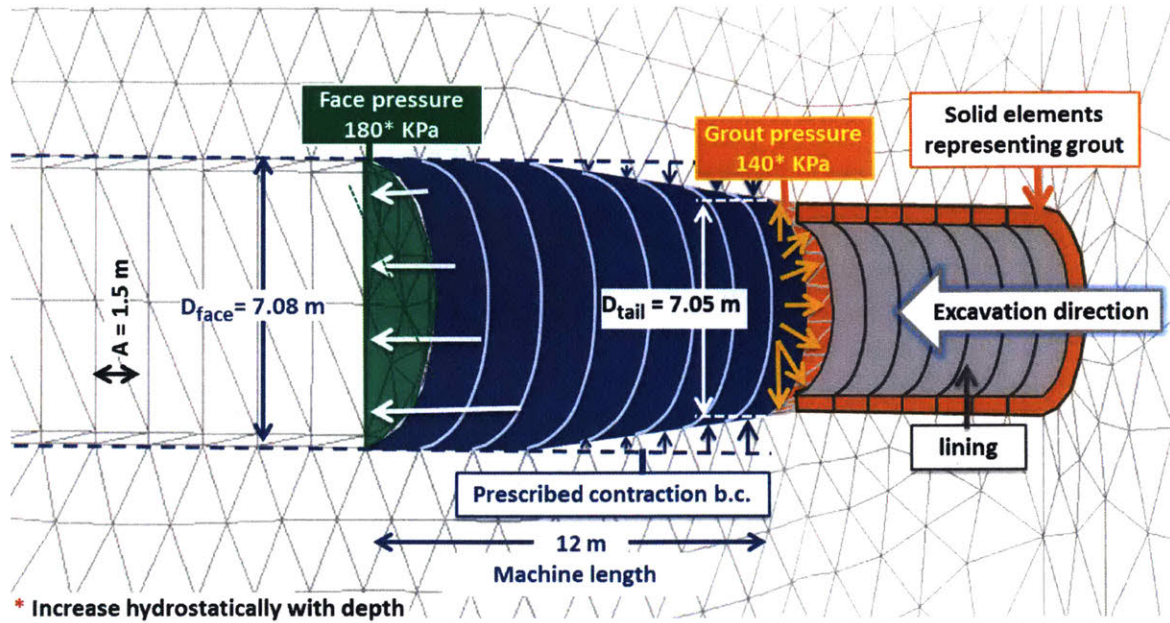 Face pressure
180* KPa
Grout pressure
140* KPa
Solid elements
representing grout
A = 1.5 m
D_face= 7.08 m
D_tail = 7.05 m
Excavation direction
lining
Prescribed contraction b.c.
12 m
Machine length
* Increase hydrostatically with depth